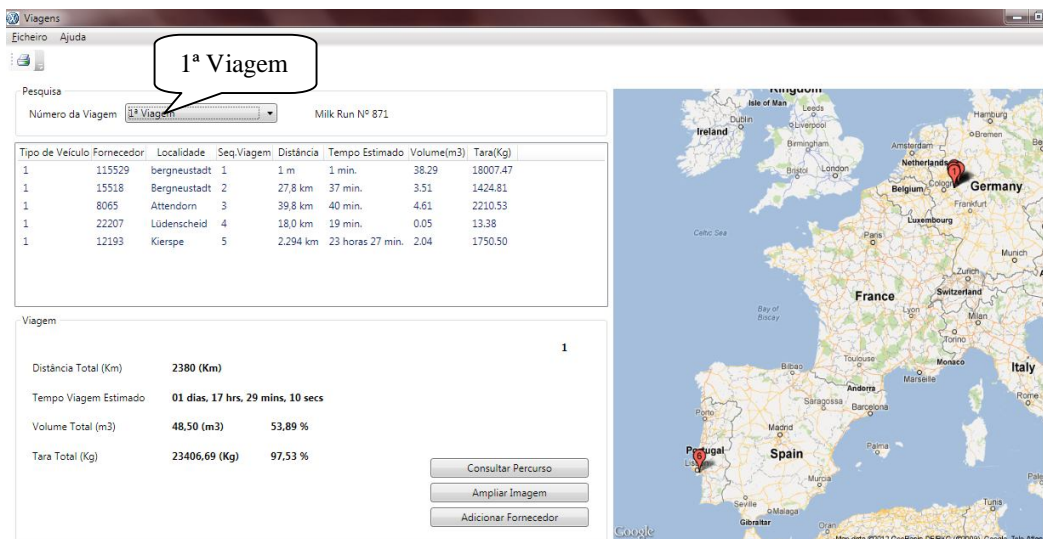 Viagens
Ficheiro Ajuda
1ª Viagem
Pesquisa
Número da Viagem 1ª Viagem Milk Run Nº 871
Tipo de Veículo Fornecedor Localidade Seq.Viagem Distância Tempo Estimado Volume(m3) Tara(Kg)
1 115529 bergneustadt 1 1 m 1 min. 38.29 18007.47
1 15518 Bergneustadt 2 27,8 km 37 min. 3.51 1424.81
1 8065 Attendorn 3 39,8 km 40 min. 4.61 2210.53
1 22207 Lüdenscheid 4 18,0 km 19 min. 0.05 13.38
1 12193 Kierspe 5 2.294 km 23 horas 27 min. 2.04 1750.50
Viagem
1
Distância Total (Km) 2380 (Km)
Tempo Viagem Estimado 01 dias, 17 hrs, 29 mins, 10 secs
Volume Total (m3) 48,50 (m3) 53,89 %
Tara Total (Kg) 23406,69 (Kg) 97,53 %
Consultar Percurso
Ampliar Imagem
Adicionar Fornecedor
Isle of Man
Leeds
Hamburg
Dublin
Liverpool
Bremen
Ireland
Birmingham
Amsterdam
Netherlands
1
Bristol London
Belgium Cologne Germany
Frankfurt
Luxembourg
Celtic Sea
Paris
Munich
Zurich
Switzerland
France
Lyon
Milan
Bay of
Biscay
Torino
Toulouse
Monaco
Italy
Bilbao
Marseille
Andorra
Rome
Saragossa
Barcelona
Porto
Madrid
Palma
Portugal
Spain
6
Murcia
Seville
Malaga
Tunis
Gibraltar
Oran
Google